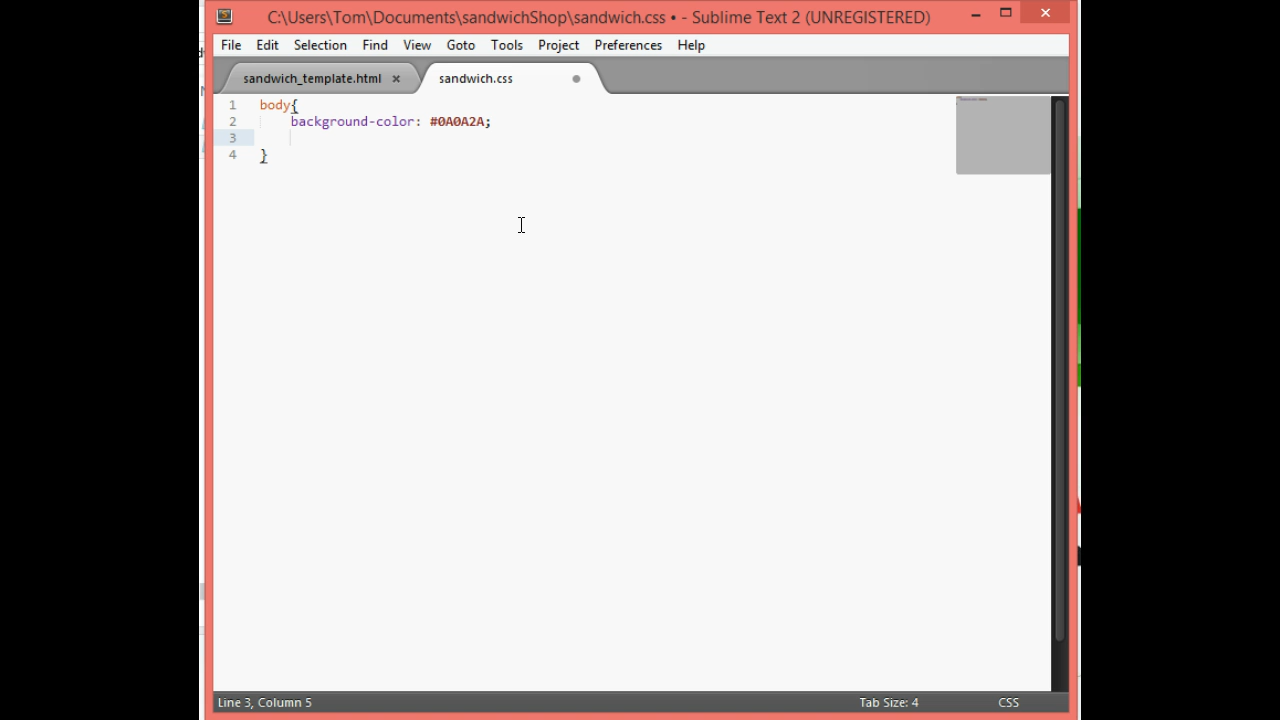 C:\Users\Tom\Documents\sandwichShop\sandwich.css • - Sublime Text 2 (UNREGISTERED)
File Edit Selection Find View Goto Tools Project Preferences Help
sandwich_template.html × sandwich.css
1 body{
2 background-color: #0A0A2A;
3
4 }
Line 3, Column 5 Tab Size: 4 CSS